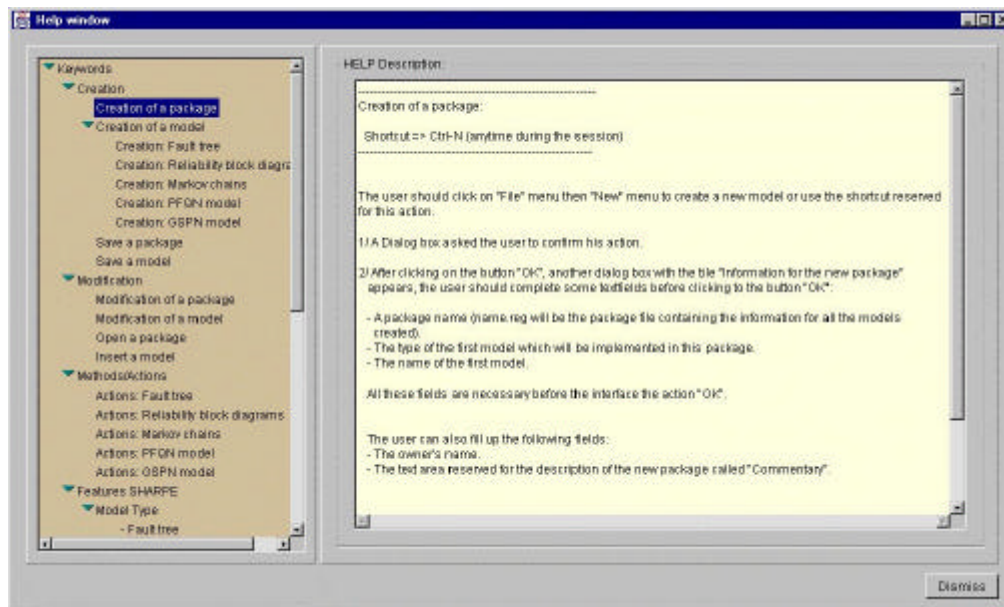 Help window
Keywords
Creation
Creation of a package
Creation of a model
Creation: Fault tree
Creation: Reliability block diagra
Creation: Markov chains
Creation: PFQN model
Creation: GSPN model
Save a package
Save a model
Modification
Modification of a package
Modification of a model
Open a package
Insert a model
Methods/Actions
Actions: Fault tree
Actions: Reliability block diagrams
Actions: Markov chains
Actions: PFQN model
Actions: GSPN model
Features SHARPE
Model Type
- Fault tree
HELP Description:
------------------------------------------------------------
Creation of a package:
Shortcut => Ctrl-N (anytime during the session)
------------------------------------------------------------
The user should click on "File" menu then "New" menu to create a new model or use the shortcut reserved
for this action.
1/ A Dialog box asked the user to confirm his action.
2/ After clicking on the button "OK", another dialog box with the title "Information for the new package"
appears, the user should complete some textfields before clicking to the button "OK":
- A package name (name.reg will be the package file containing the information for all the models
created).
- The type of the first model which will be implemented in this package.
- The name of the first model.
All these fields are necessary before the interface the action "OK".
The user can also fill up the following fields:
- The owner's name.
- The text area reserved for the description of the new package called "Commentary".
Dismiss